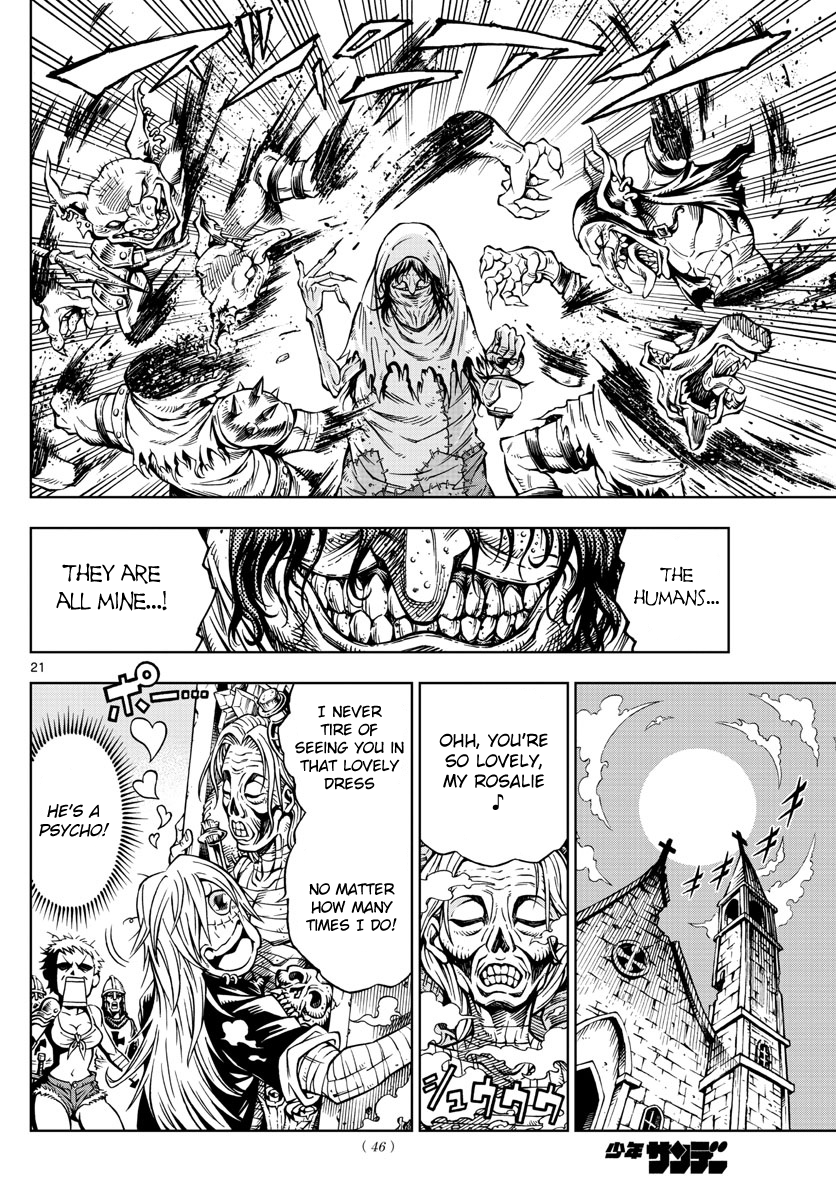 THE
HUMANS...
THEY ARE
ALL MINE...!
21
OHH, YOU'RE
SO LOVELY,
MY ROSALIE
♪
シュウウウ
I NEVER
TIRE OF
SEEING YOU IN
THAT LOVELY
DRESS
NO MATTER
HOW MANY
TIMES I DO!
ポー...
HE'S A
PSYCHO!
( 46 )
少年サンデー